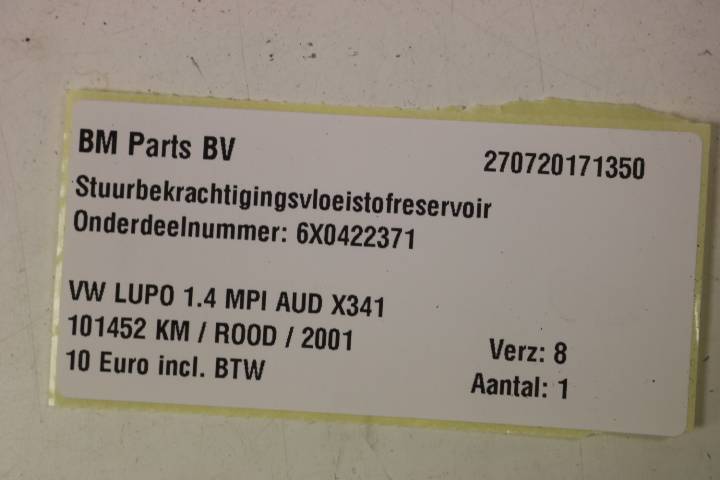 BM Parts BV
270720171350
Stuurbekrachtigingsvloeistofreservoir
Onderdeelnummer: 6X0422371
VW LUPO 1.4 MPI AUD X341
101452 KM / ROOD / 2001
10 Euro incl. BTW
Verz: 8
Aantal: 1